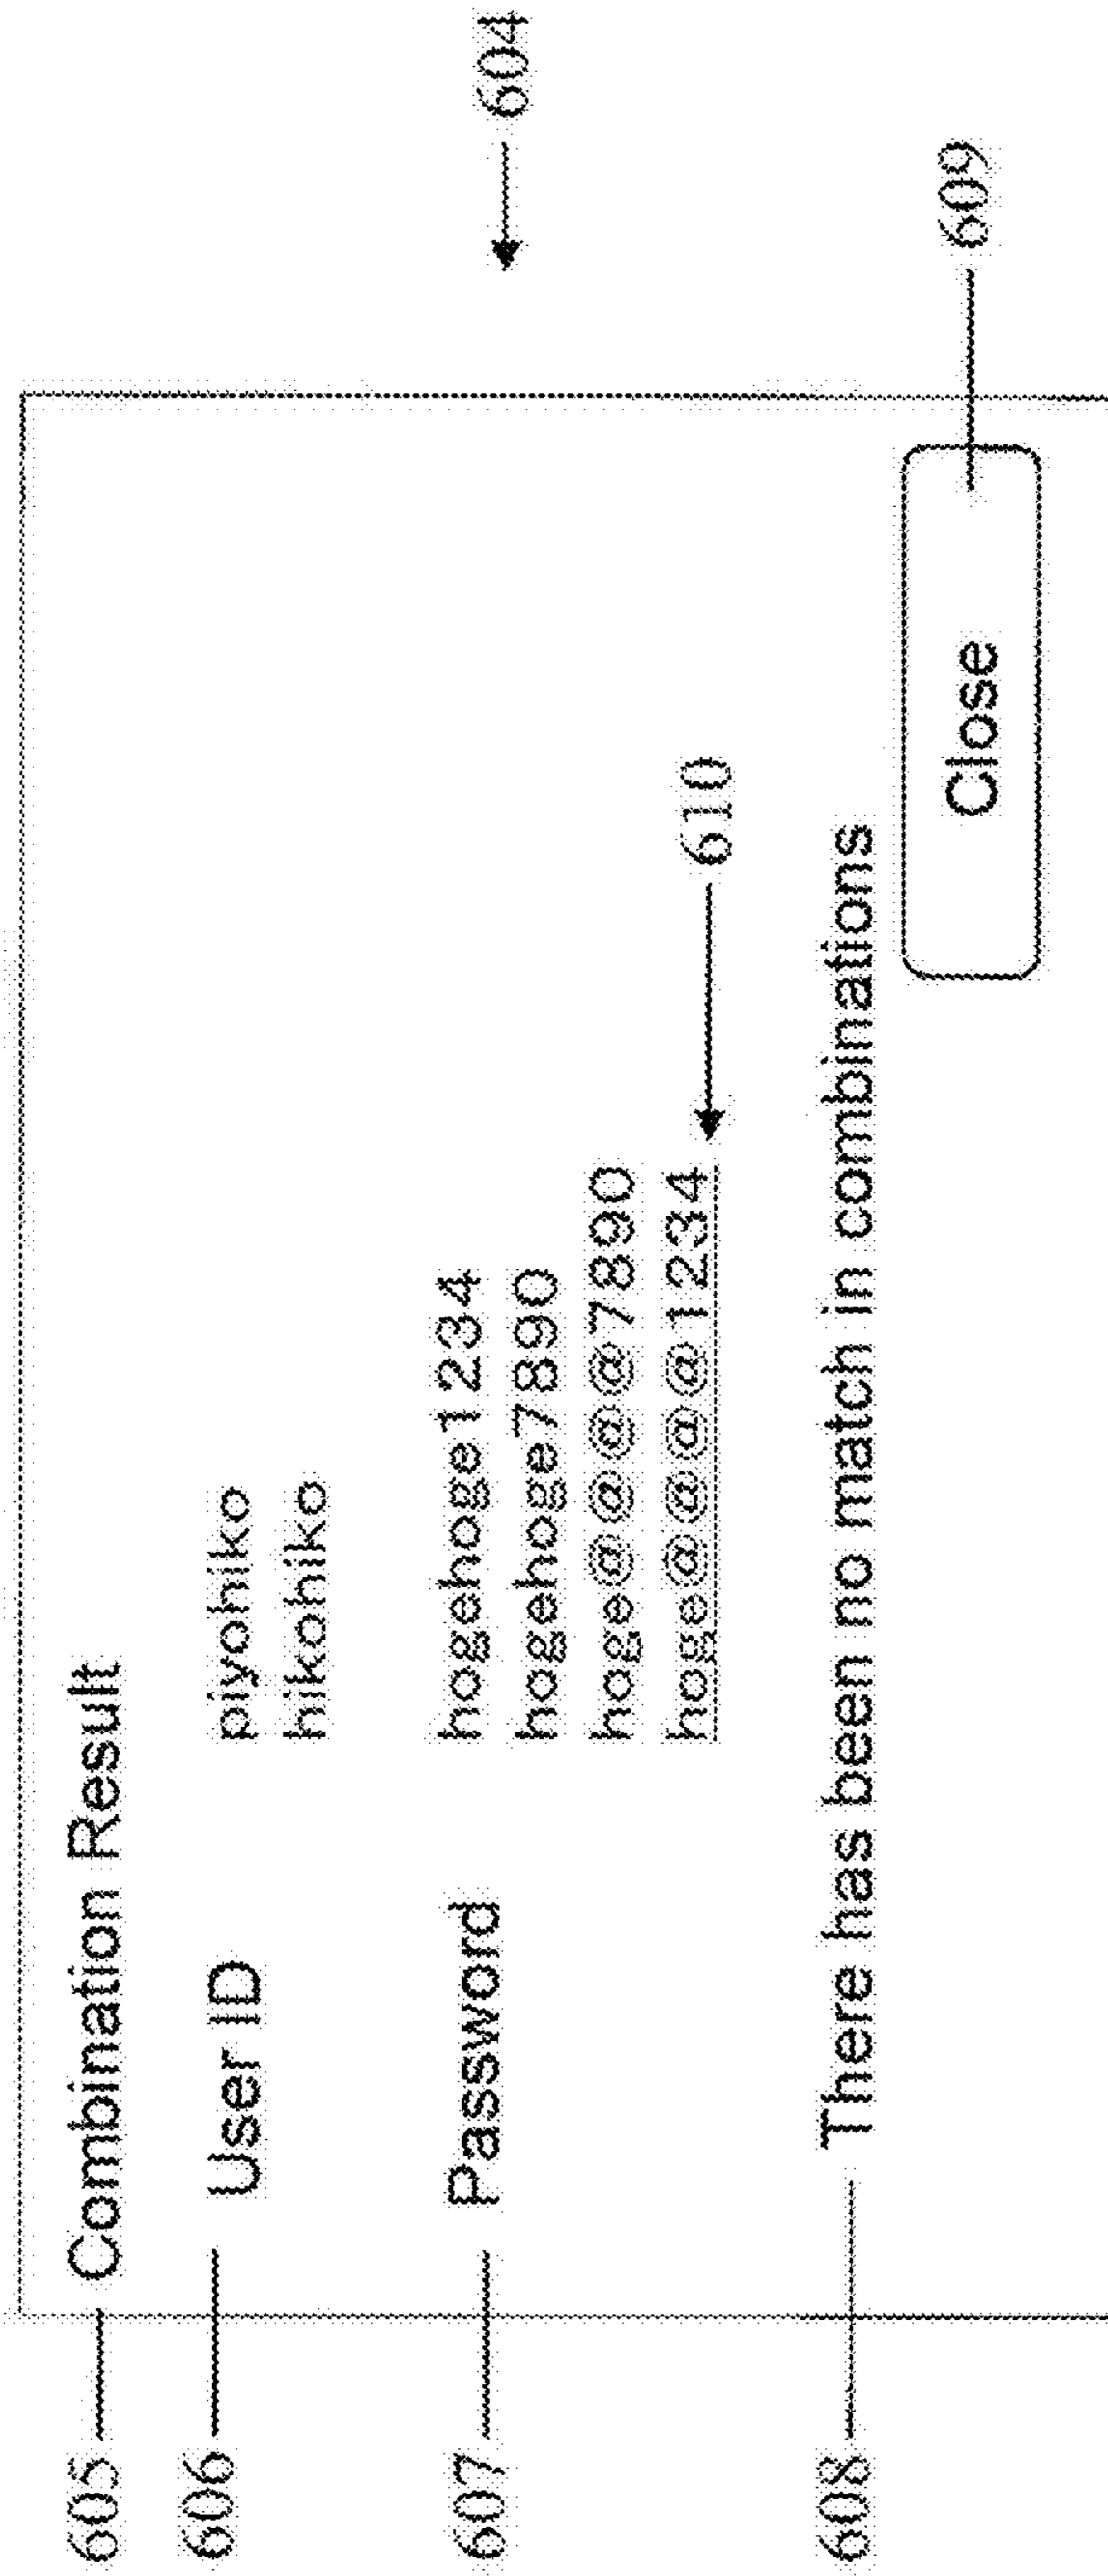 604
605 Combination Result
606 User ID piyohiko
hikohiko
607 Password hogehoge1234
hogehoge7890
hoge@@@@7890
hoge@@@@1234 610
608 There has been no match in combinations
Close 609